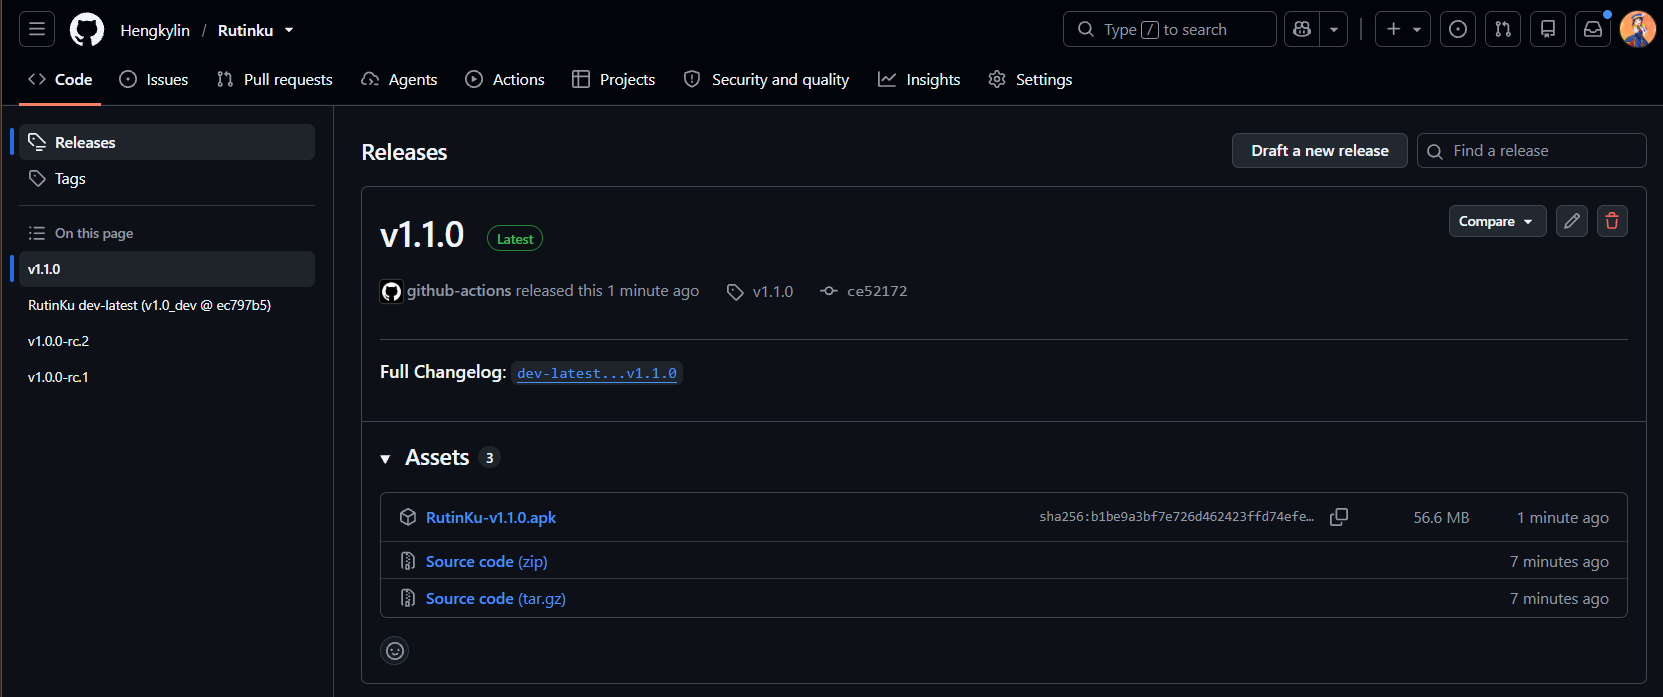 Hengkylin / Rutinku
Type / to search
Code Issues Pull requests Agents Actions Projects Security and quality Insights Settings
Releases
Tags
On this page
v1.1.0
RutinKu dev-latest (v1.0_dev @ ec797b5)
v1.0.0-rc.2
v1.0.0-rc.1
Releases
Draft a new release
Find a release
v1.1.0 Latest
Compare
github-actions released this 1 minute ago v1.1.0 ce52172
Full Changelog: dev-latest...v1.1.0
Assets 3
RutinKu-v1.1.0.apk sha256:b1be9a3bf7e726d462423ffd74efe… 56.6 MB 1 minute ago
Source code (zip) 7 minutes ago
Source code (tar.gz) 7 minutes ago